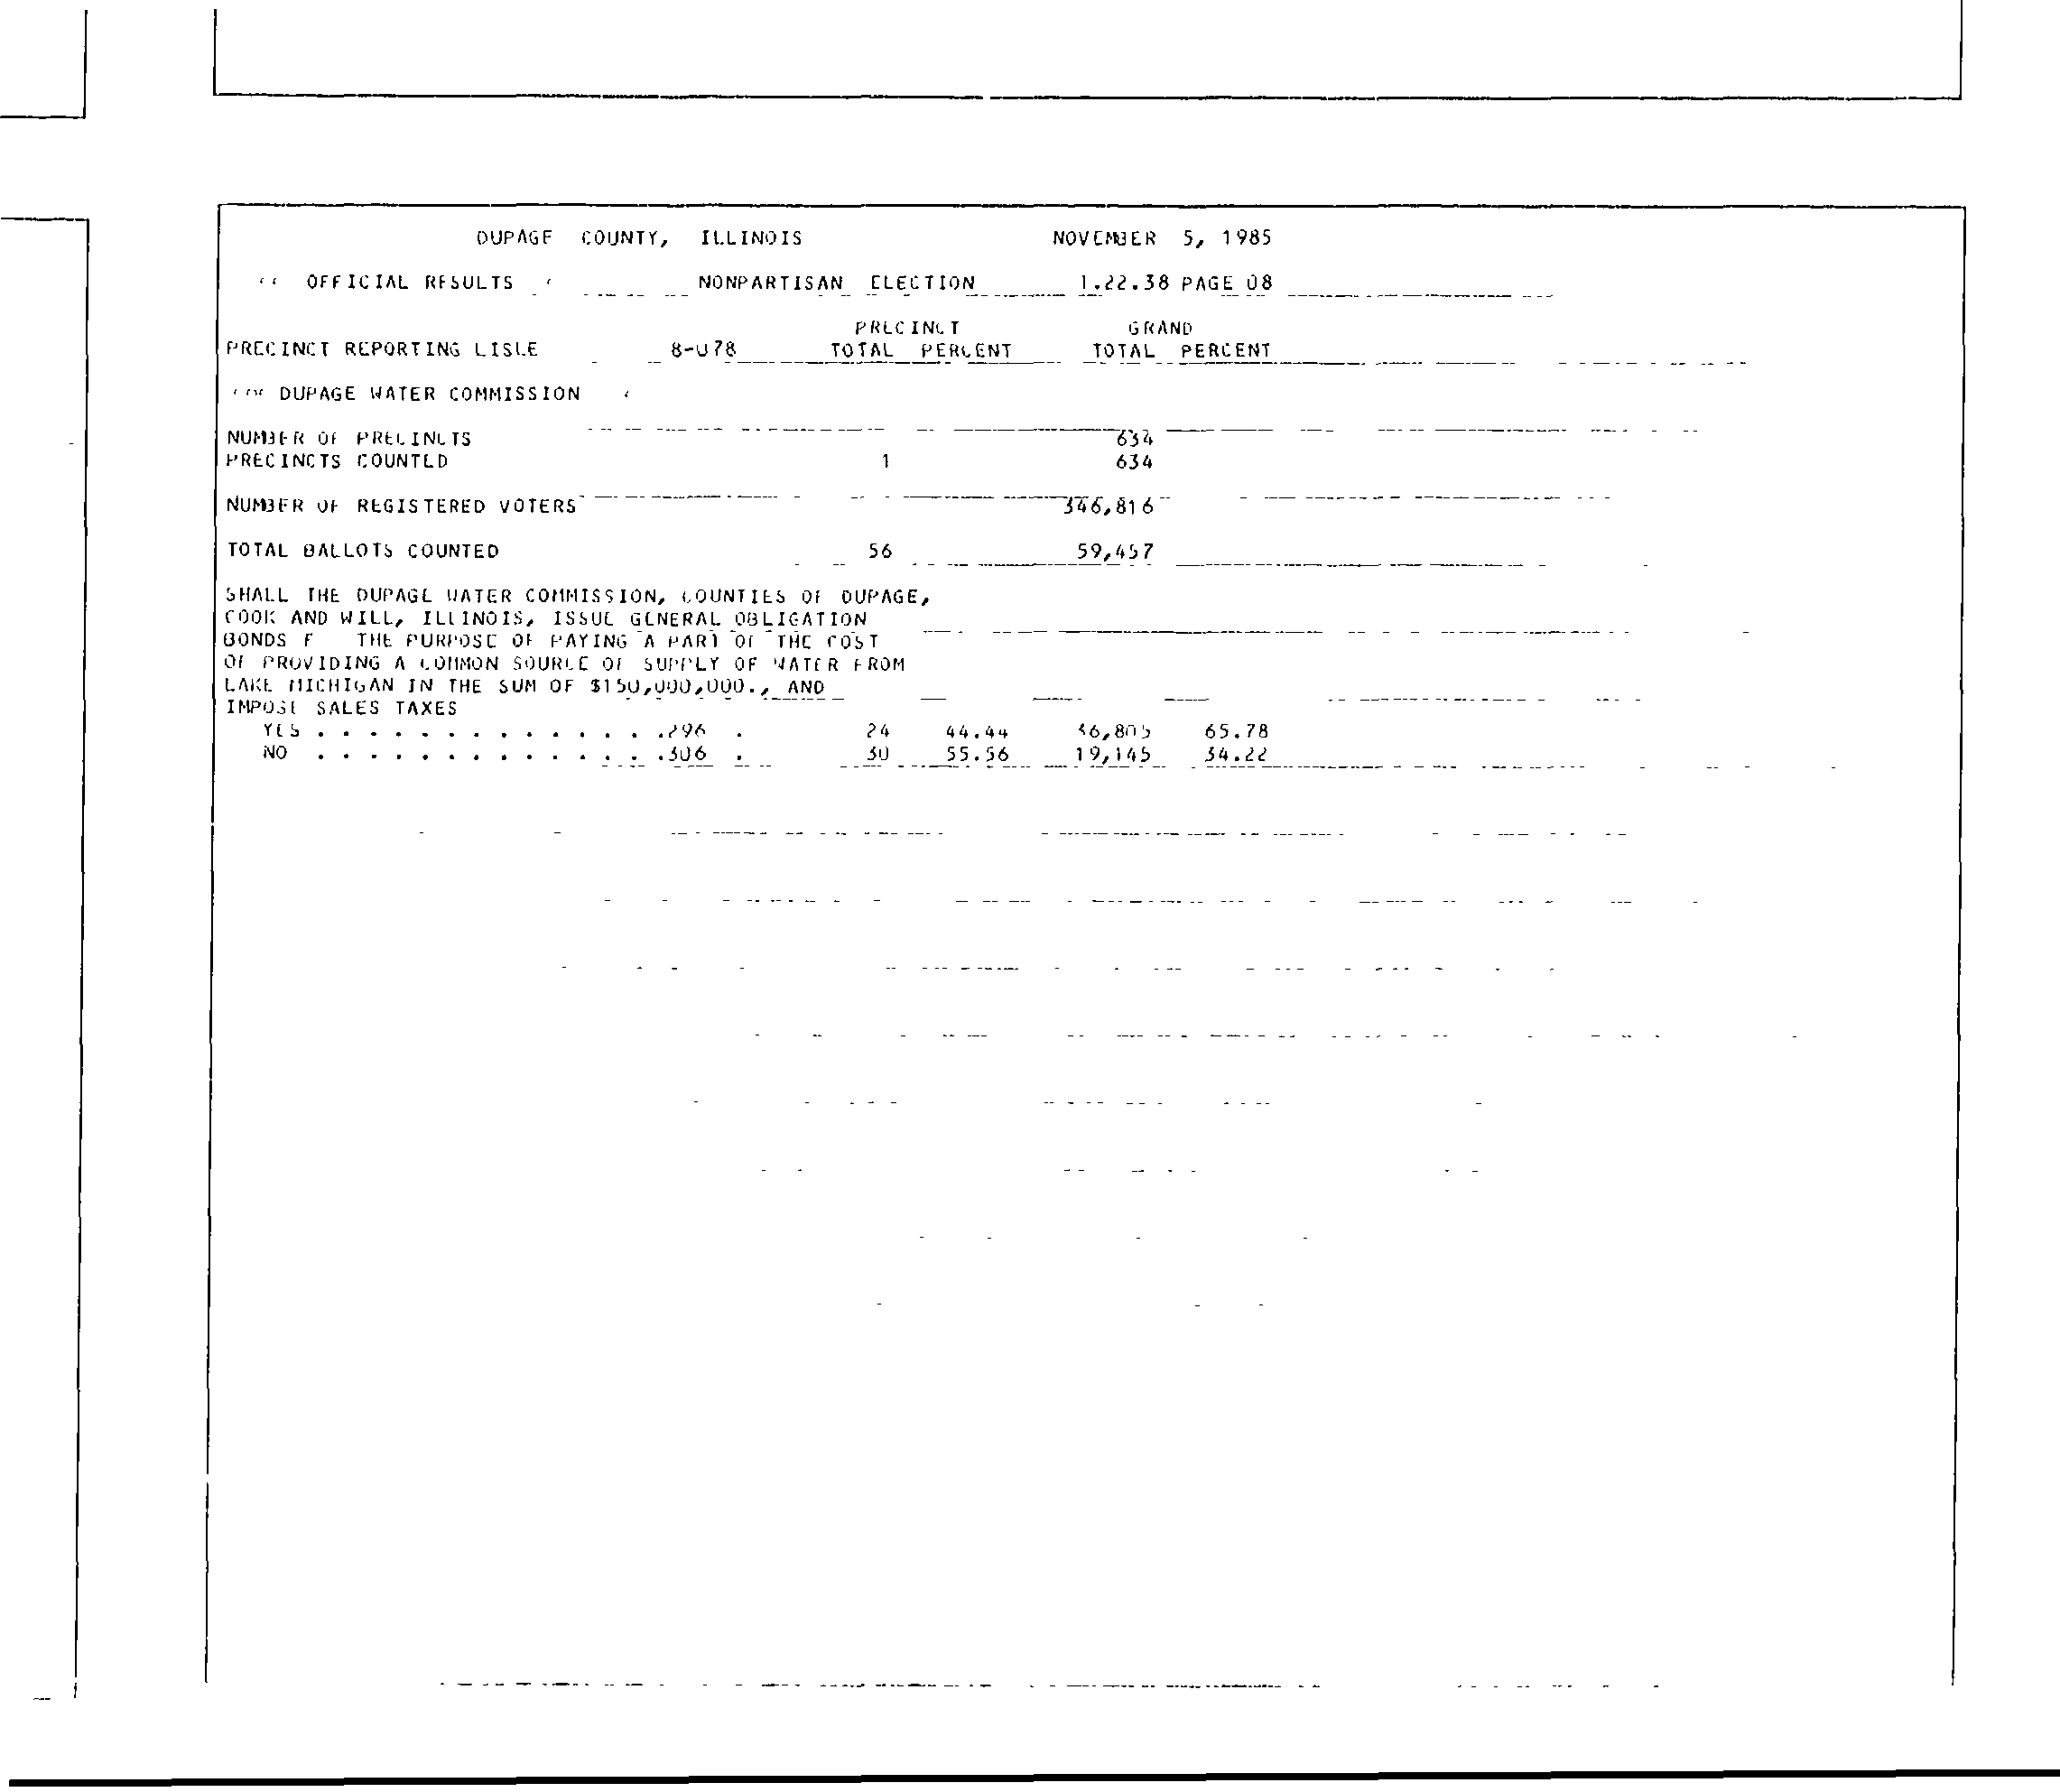 DUPAGE COUNTY, ILLINOIS NOVEMBER 5, 1985
OFFICIAL RESULTS NONPARTISAN ELECTION 1.22.38 PAGE 08
PRECINCT GRAND
PRECINCT REPORTING LISLE 8-078 TOTAL PERCENT TOTAL PERCENT
DUPAGE WATER COMMISSION
NUMBER OF PRECINCTS 634
PRECINCTS COUNTED 1 634
NUMBER OF REGISTERED VOTERS 346,816
TOTAL BALLOTS COUNTED 56 59,457
SHALL THE DUPAGE WATER COMMISSION, COUNTIES OF DUPAGE,
COOK AND WILL, ILLINOIS, ISSUE GENERAL OBLIGATION
BONDS F THE PURPOSE OF PAYING A PART OF THE COST
OF PROVIDING A COMMON SOURCE OF SUPPLY OF WATER FROM
LAKE MICHIGAN IN THE SUM OF $150,000,000., AND
IMPOSE SALES TAXES
YES . . . . . . . . . . . . . .296 . 24 44.44 36,805 65.78
NO . . . . . . . . . . . . . .306 . 30 55.56 19,145 34.22